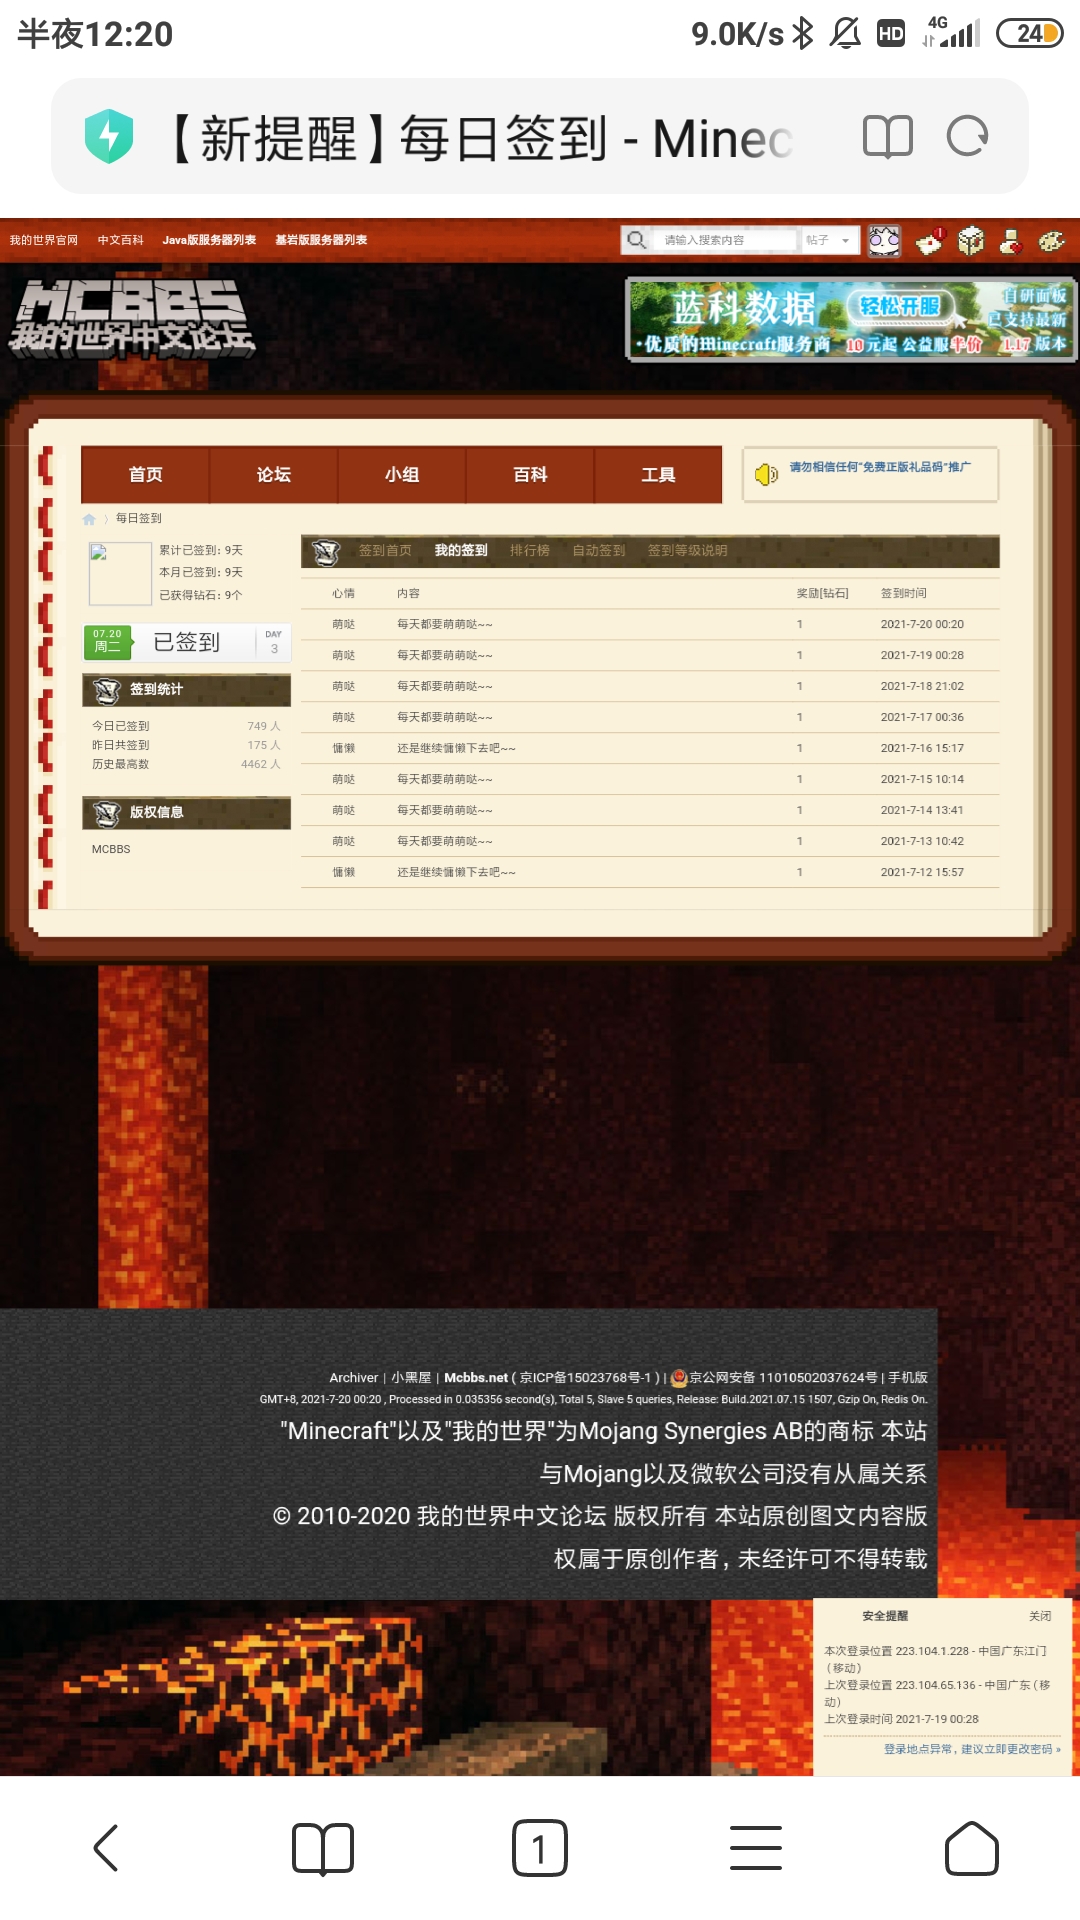 半夜12:20
9.0K/s HD 4G 24
【新提醒】每日签到 - Minec
我的世界官网 中文百科 Java版服务器列表 基岩版服务器列表 请输入搜索内容 帖子 1
MCBBS
我的世界中文论坛
蓝科数据 轻松开服 自研面板
已支持最新
·优质的Minecraft服务商 10元起 公益服半价 1.17 版本
首页 论坛 小组 百科 工具
请勿相信任何"免费正版礼品码"推广
每日签到
累计已签到: 9天
本月已签到: 9天
已获得钻石: 9个
07.20
周二
已签到
DAY
3
签到统计
今日已签到 749 人
昨日共签到 175 人
历史最高数 4462 人
版权信息
MCBBS
签到首页 我的签到 排行榜 自动签到 签到等级说明
心情 内容 奖励[钻石] 签到时间
萌哒 每天都要萌萌哒~~ 1 2021-7-20 00:20
萌哒 每天都要萌萌哒~~ 1 2021-7-19 00:28
萌哒 每天都要萌萌哒~~ 1 2021-7-18 21:02
萌哒 每天都要萌萌哒~~ 1 2021-7-17 00:36
慵懒 还是继续慵懒下去吧~~ 1 2021-7-16 15:17
萌哒 每天都要萌萌哒~~ 1 2021-7-15 10:14
萌哒 每天都要萌萌哒~~ 1 2021-7-14 13:41
萌哒 每天都要萌萌哒~~ 1 2021-7-13 10:42
慵懒 还是继续慵懒下去吧~~ 1 2021-7-12 15:57
Archiver | 小黑屋 | Mcbbs.net ( 京ICP备15023768号-1 ) | 京公网安备 11010502037624号 | 手机版
GMT+8, 2021-7-20 00:20 , Processed in 0.035356 second(s), Total 5, Slave 5 queries, Release: Build.2021.07.15 1507, Gzip On, Redis On.
"Minecraft"以及"我的世界"为Mojang Synergies AB的商标 本站
与Mojang以及微软公司没有从属关系
© 2010-2020 我的世界中文论坛 版权所有 本站原创图文内容版
权属于原创作者，未经许可不得转载
安全提醒 关闭
本次登录位置 223.104.1.228 - 中国广东江门
（移动）
上次登录位置 223.104.65.136 - 中国广东（移
动）
上次登录时间 2021-7-19 00:28
登录地点异常，建议立即更改密码 »
1